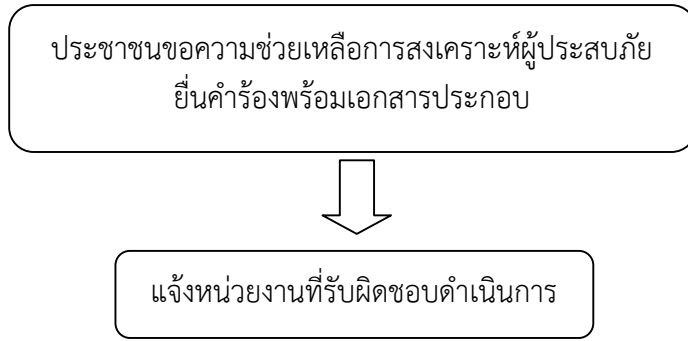 ประชาชนขอความช่วยเหลือการสงเคราะห์ผู้ประสบภัย
ยื่นคำร้องพร้อมเอกสารประกอบ
แจ้งหน่วยงานที่รับผิดชอบดำเนินการ